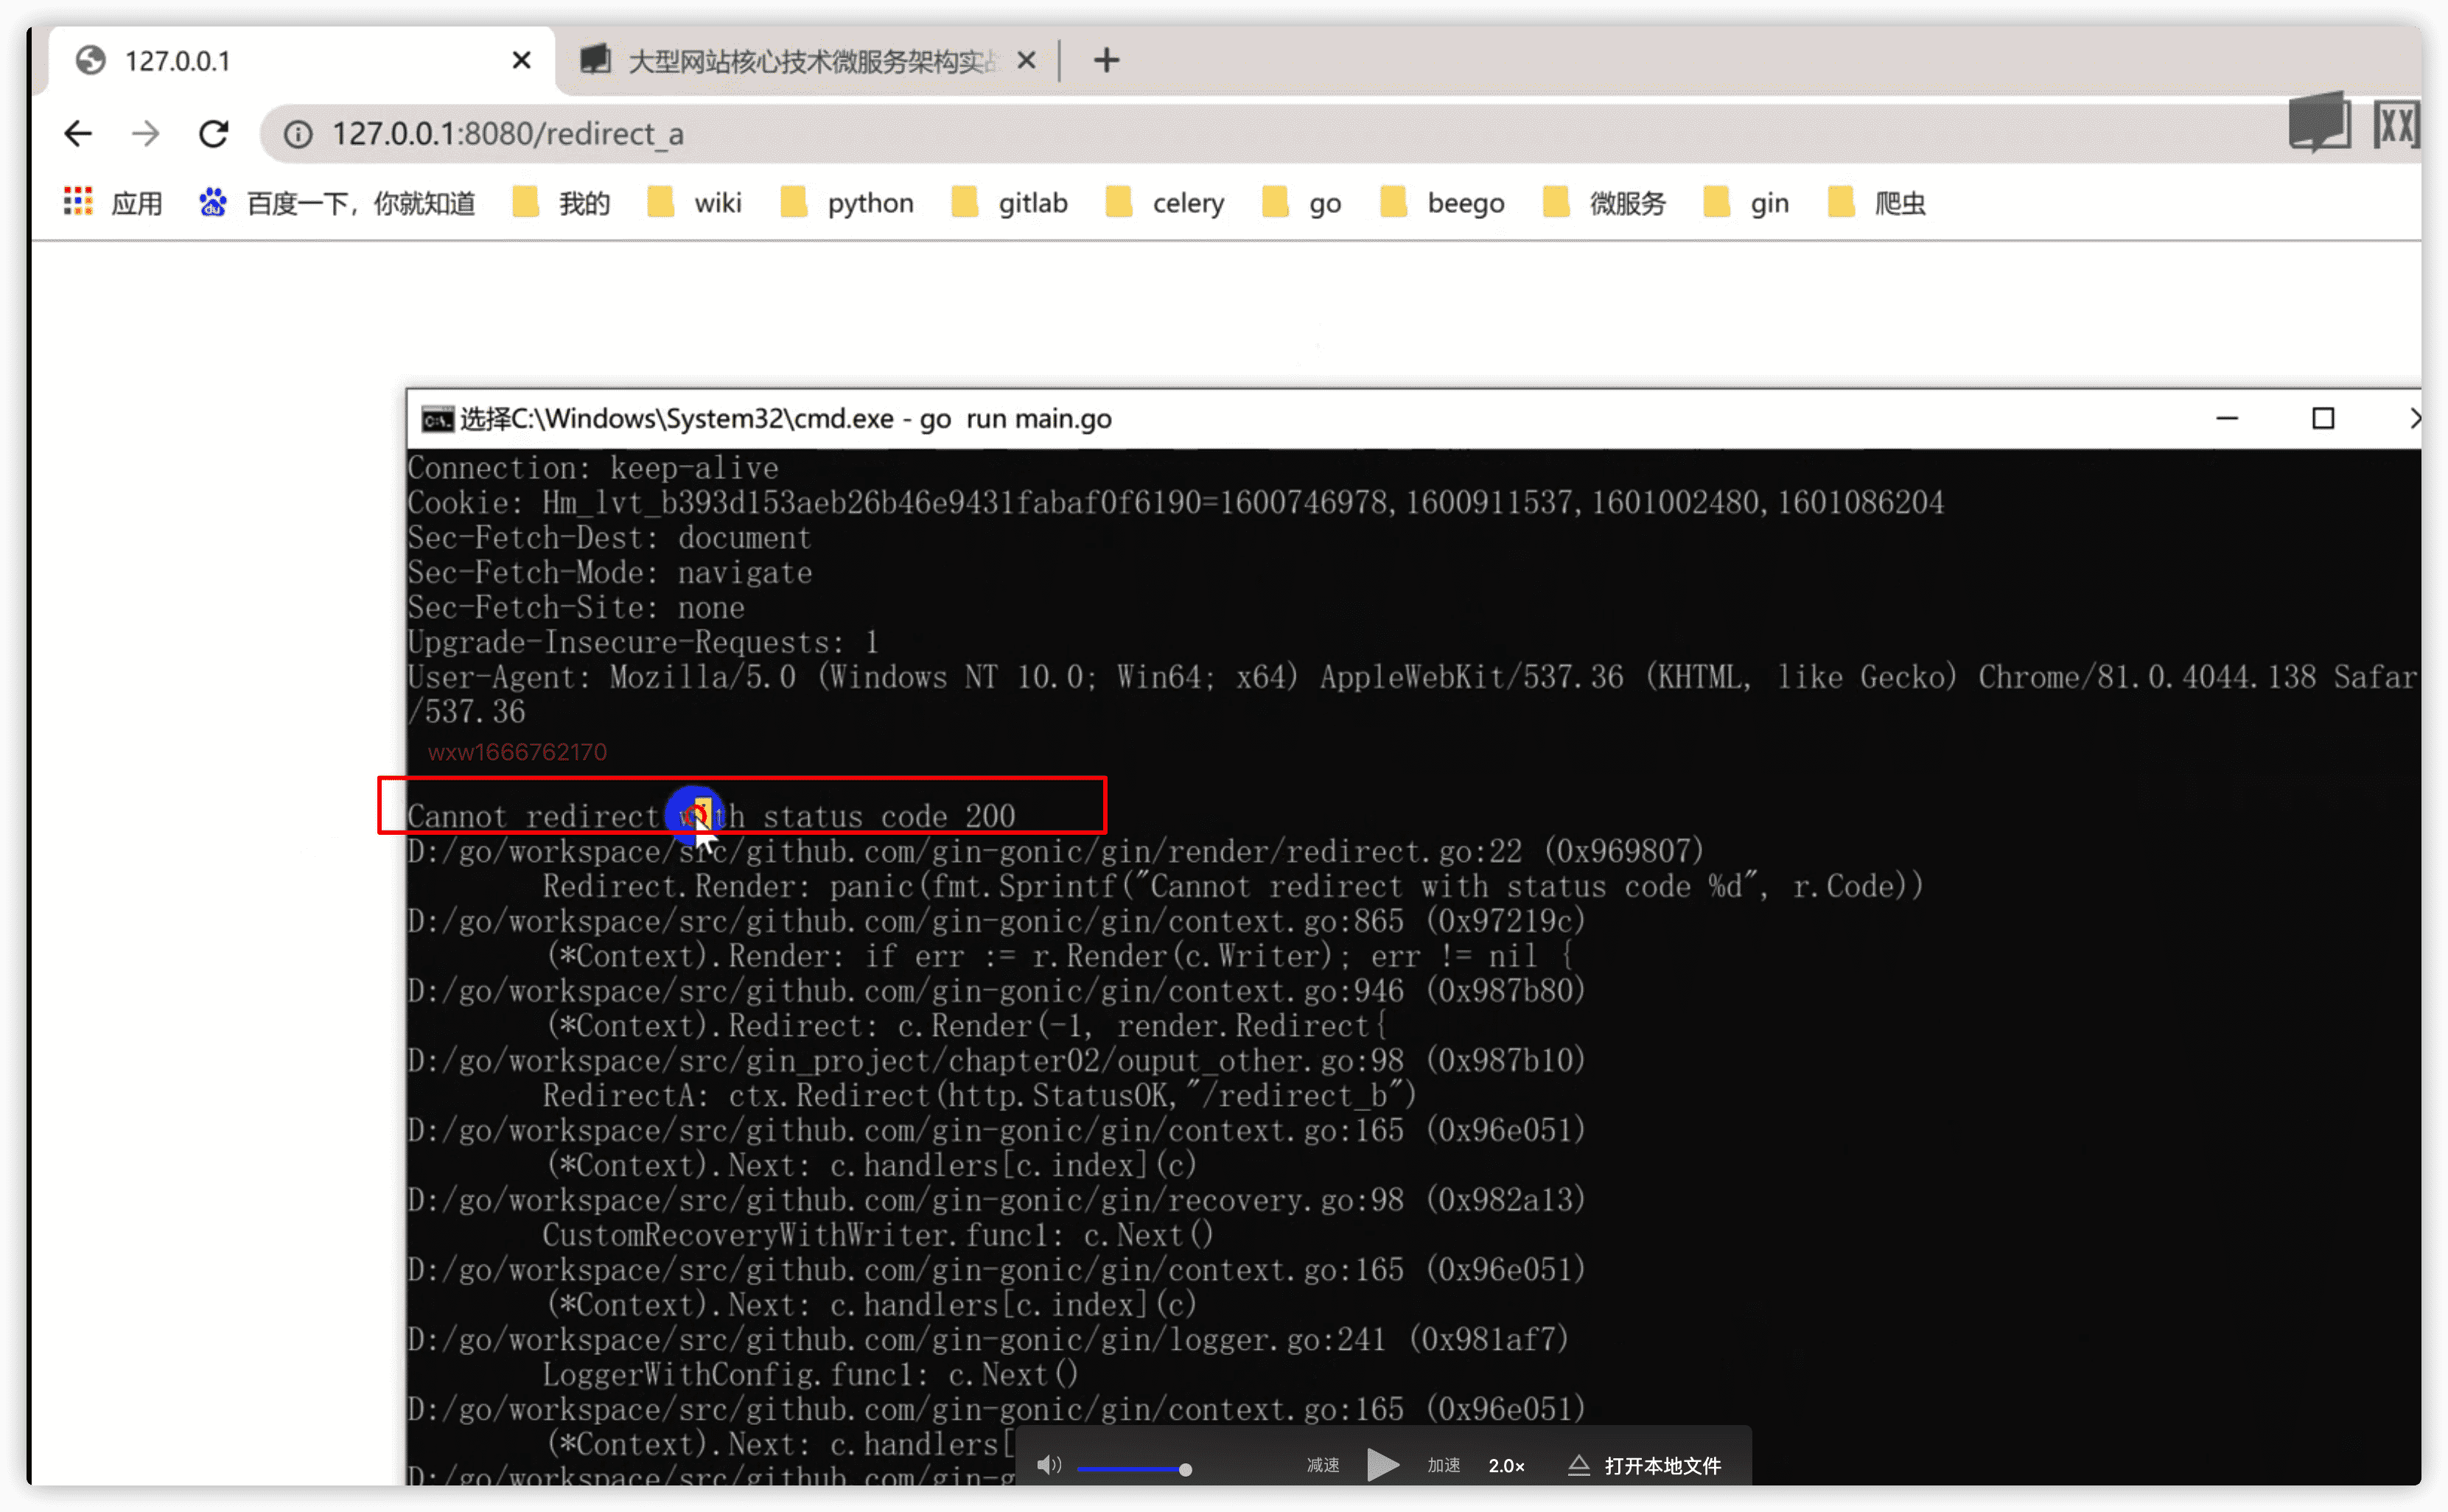 127.0.0.1
大型网站核心技术微服务架构实战
127.0.0.1:8080/redirect_a
应用 百度一下，你就知道 我的 wiki python gitlab celery go beego 微服务 gin 爬虫
选择C:\Windows\System32\cmd.exe - go  run main.go
Connection: keep-alive
Cookie: Hm_lvt_b393d153aeb26b46e9431fabaf0f6190=1600746978,1600911537,1601002480,1601086204
Sec-Fetch-Dest: document
Sec-Fetch-Mode: navigate
Sec-Fetch-Site: none
Upgrade-Insecure-Requests: 1
User-Agent: Mozilla/5.0 (Windows NT 10.0; Win64; x64) AppleWebKit/537.36 (KHTML, like Gecko) Chrome/81.0.4044.138 Safar
/537.36
wxw1666762170
Cannot redirect with status code 200
D:/go/workspace/src/github.com/gin-gonic/gin/render/redirect.go:22 (0x969807)
Redirect.Render: panic(fmt.Sprintf("Cannot redirect with status code %d", r.Code))
D:/go/workspace/src/github.com/gin-gonic/gin/context.go:865 (0x97219c)
(*Context).Render: if err := r.Render(c.Writer); err != nil {
D:/go/workspace/src/github.com/gin-gonic/gin/context.go:946 (0x987b80)
(*Context).Redirect: c.Render(-1, render.Redirect{
D:/go/workspace/src/gin_project/chapter02/ouput_other.go:98 (0x987b10)
RedirectA: ctx.Redirect(http.StatusOK,"/redirect_b")
D:/go/workspace/src/github.com/gin-gonic/gin/context.go:165 (0x96e051)
(*Context).Next: c.handlers[c.index](c)
D:/go/workspace/src/github.com/gin-gonic/gin/recovery.go:98 (0x982a13)
CustomRecoveryWithWriter.func1: c.Next()
D:/go/workspace/src/github.com/gin-gonic/gin/context.go:165 (0x96e051)
(*Context).Next: c.handlers[c.index](c)
D:/go/workspace/src/github.com/gin-gonic/gin/logger.go:241 (0x981af7)
LoggerWithConfig.func1: c.Next()
D:/go/workspace/src/github.com/gin-gonic/gin/context.go:165 (0x96e051)
(*Context).Next: c.handlers[
D:/go/workspace/src/github.com/gin-g
减速 加速 2.0× 打开本地文件